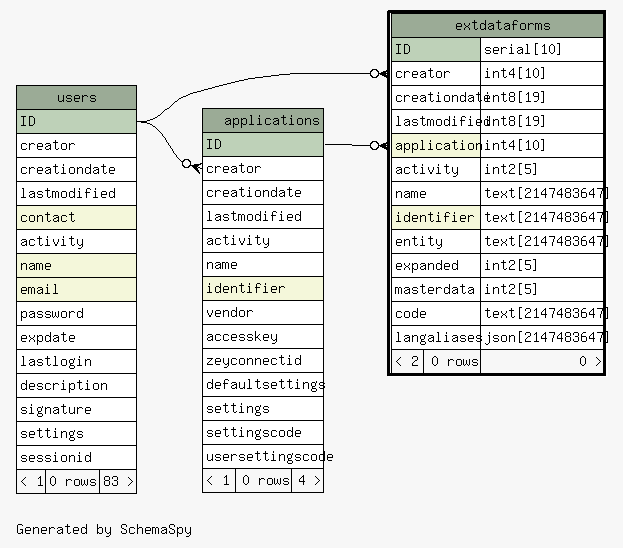 users
ID
creator
creationdate
lastmodified
contact
activity
name
email
password
expdate
lastlogin
description
signature
settings
sessionid
< 1 0 rows 83 >
applications
ID
creator
creationdate
lastmodified
activity
name
identifier
vendor
accesskey
zeyconnectid
defaultsettings
settings
settingscode
usersettingscode
< 1 0 rows 4 >
extdataforms
ID serial[10]
creator int4[10]
creationdate int8[19]
lastmodified int8[19]
application int4[10]
activity int2[5]
name text[2147483647]
identifier text[2147483647]
entity text[2147483647]
expanded int2[5]
masterdata int2[5]
code text[2147483647]
langaliases json[2147483647]
< 2 0 rows 0 >
Generated by SchemaSpy